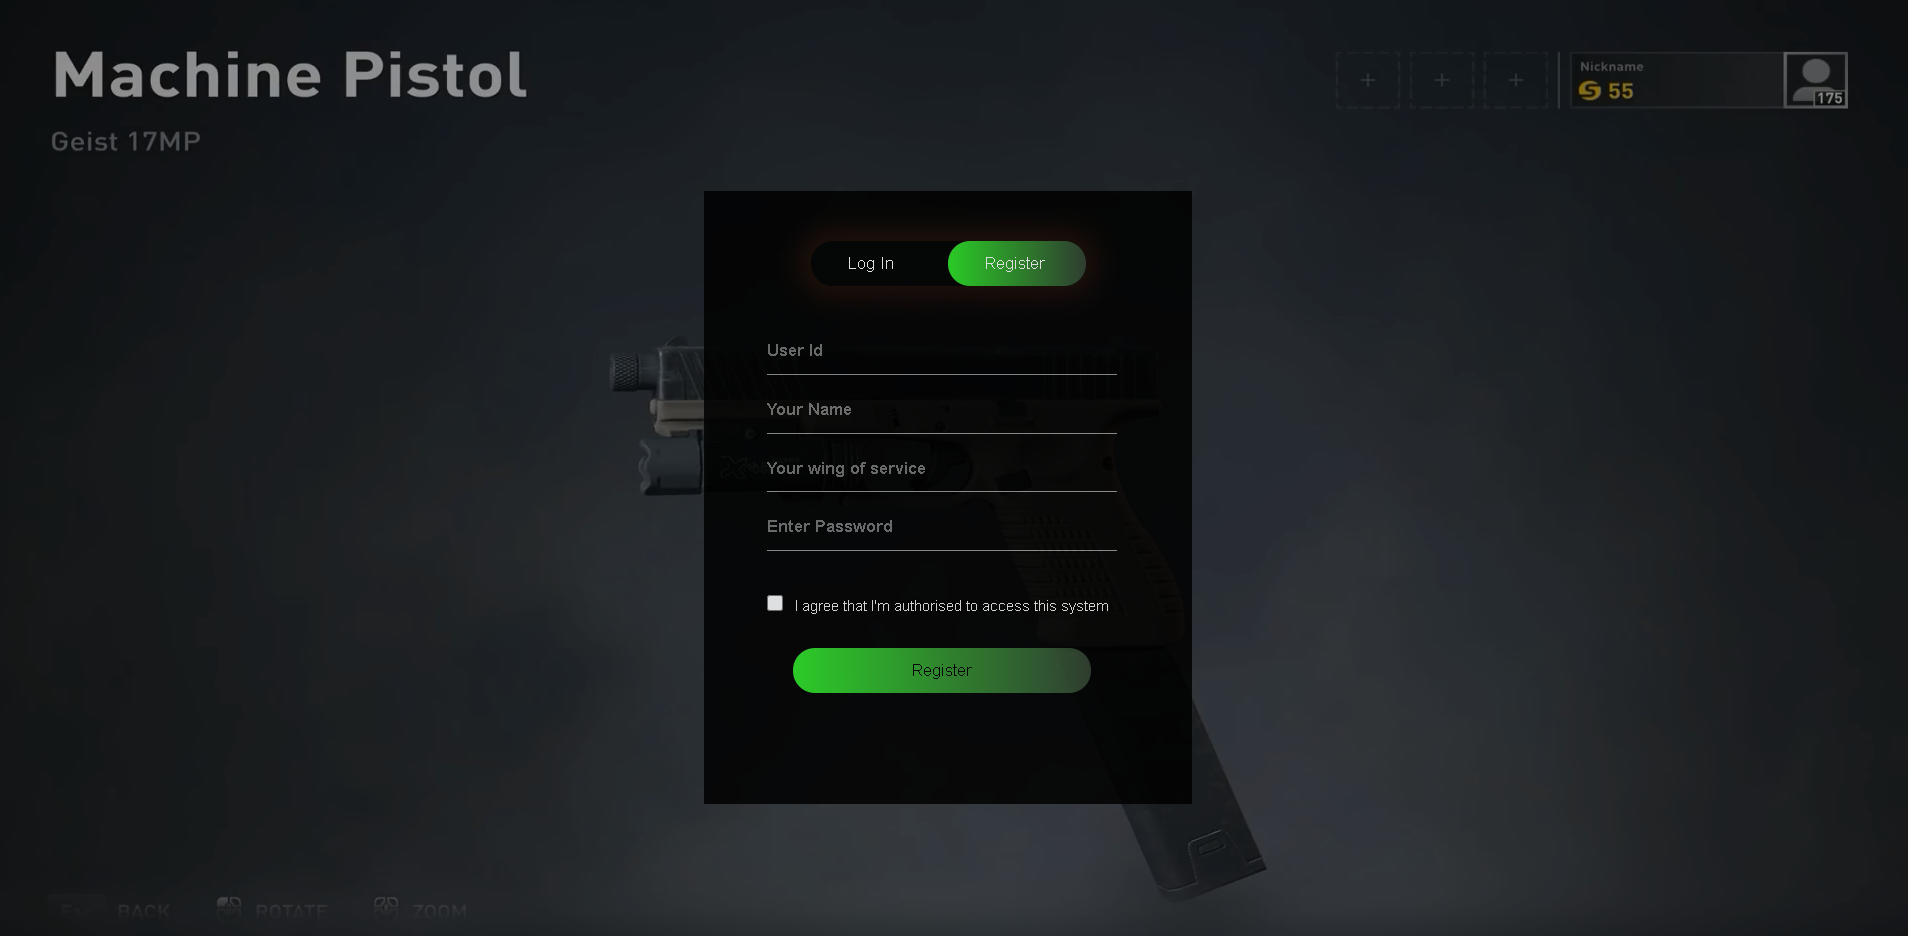 Machine Pistol
Geist 17MP
Nickname
55
175
Log In
Register
User Id
Your Name
Your wing of service
Enter Password
I agree that I'm authorised to access this system
Register
BACK
ROTATE
ZOOM